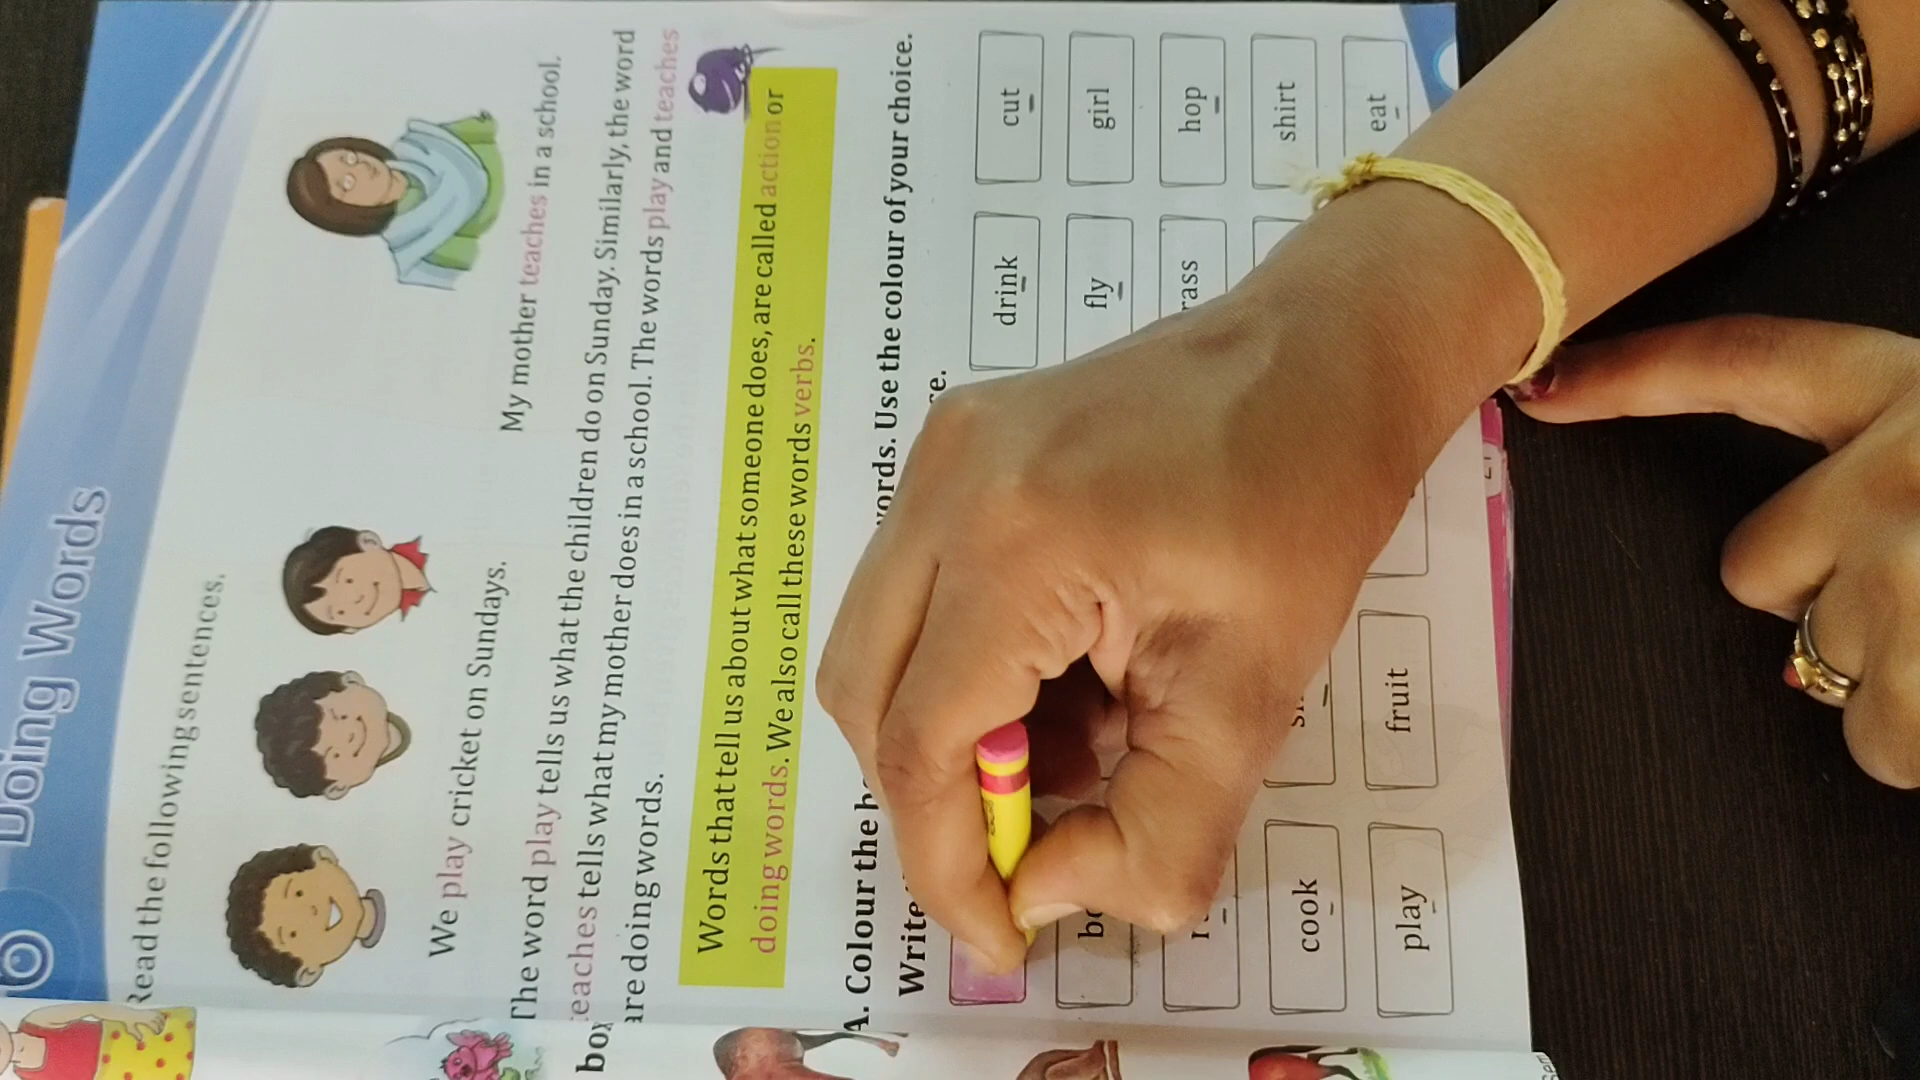 6 Doing Words
Read the following sentences.
We play cricket on Sundays.
My mother teaches in a school.
The word play tells us what the children do on Sunday. Similarly, the word
teaches tells what my mother does in a school. The words play and teaches
are doing words.
Words that tell us about what someone does, are called action or
doing words. We also call these words verbs.
A. Colour the words. Use the colour of your choice.
Write
drink cut
fly girl
hop
cook shirt
play fruit eat